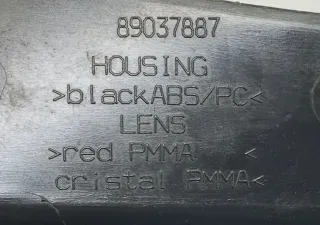 89037887
HOUSING
>blackABS/PC<
LENS
>red PMMA <
cristal PMMA<